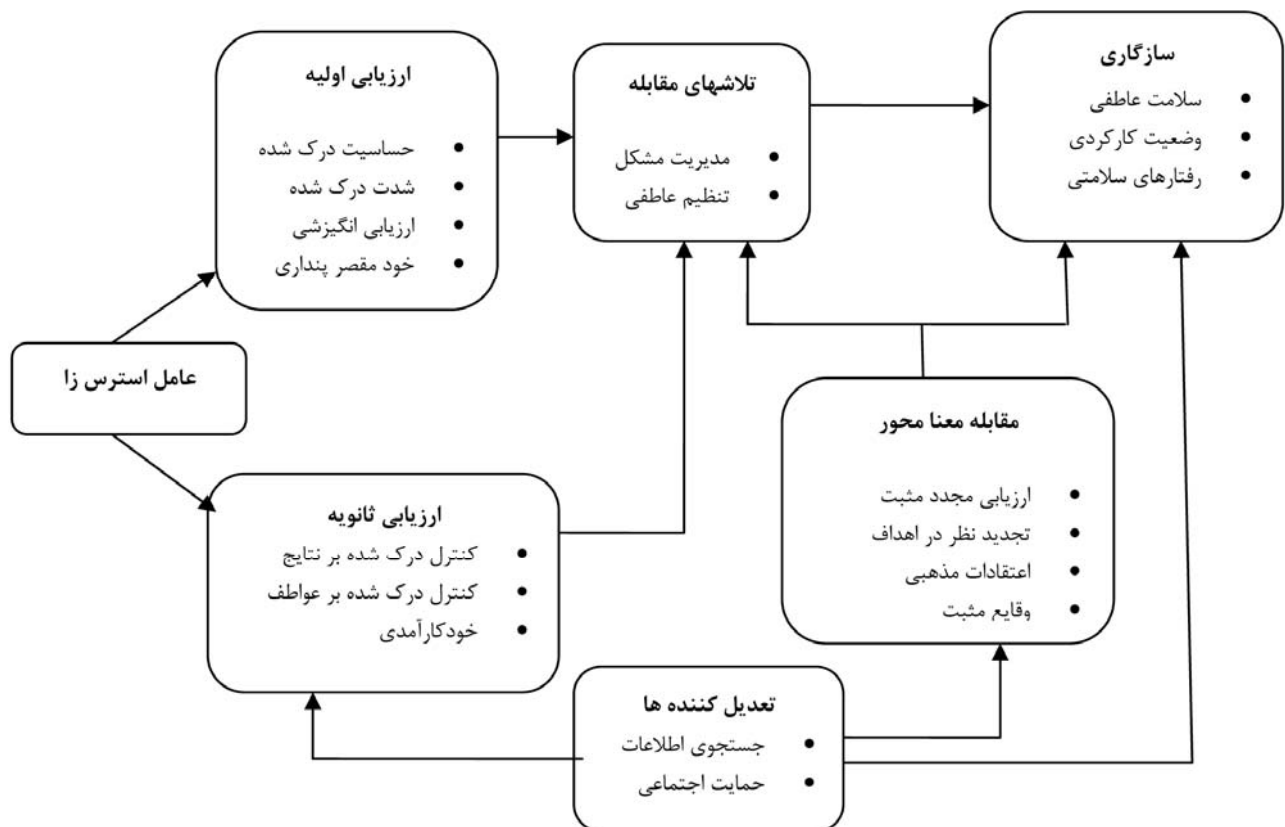 ارزیابی اولیه
• حساسیت درک شده
• شدت درک شده
• ارزیابی انگیزشی
• خود مقصر پنداری
تلاشهای مقابله
• مدیریت مشکل
• تنظیم عاطفی
سازگاری
• سلامت عاطفی
• وضعیت کارکردی
• رفتارهای سلامتی
عامل استرس زا
مقابله معنا محور
• ارزیابی مجدد مثبت
• تجدید نظر در اهداف
• اعتقادات مذهبی
• وقایع مثبت
ارزیابی ثانویه
• کنترل درک شده بر نتایج
• کنترل درک شده بر عواطف
• خودکارآمدی
تعدیل کننده ها
• جستجوی اطلاعات
• حمایت اجتماعی